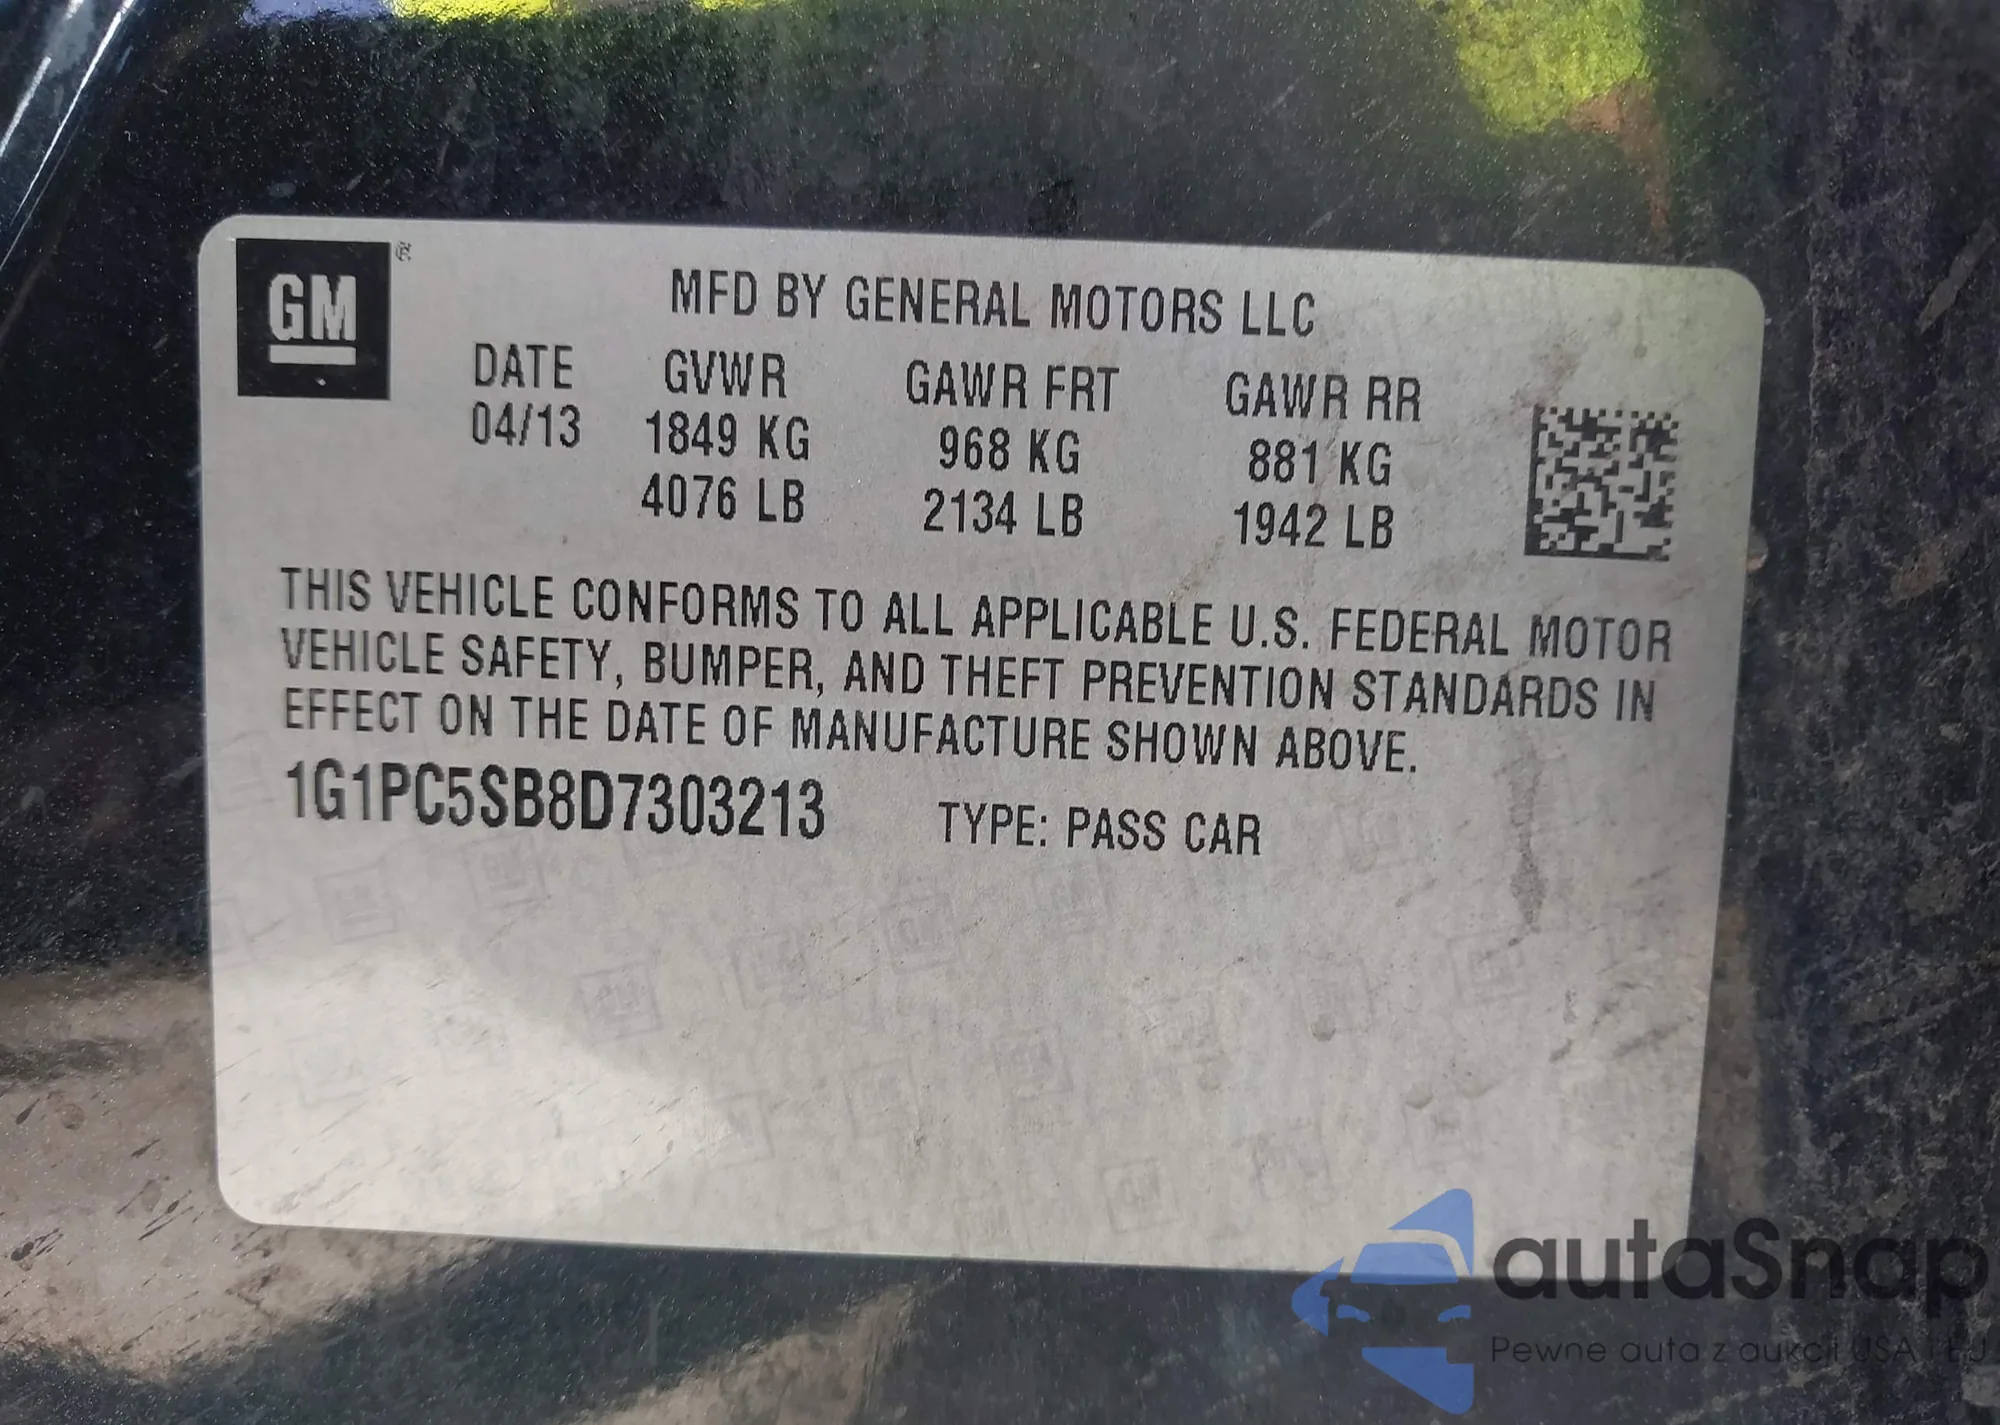 GM
MFD BY GENERAL MOTORS LLC
DATE GVWR GAWR FRT GAWR RR
04/13 1849 KG 968 KG 881 KG
4076 LB 2134 LB 1942 LB
THIS VEHICLE CONFORMS TO ALL APPLICABLE U.S. FEDERAL MOTOR
VEHICLE SAFETY, BUMPER, AND THEFT PREVENTION STANDARDS IN
EFFECT ON THE DATE OF MANUFACTURE SHOWN ABOVE.
1G1PC5SB8D7303213 TYPE: PASS CAR
autaSnap
Pewne auta z aukcji USA i EU